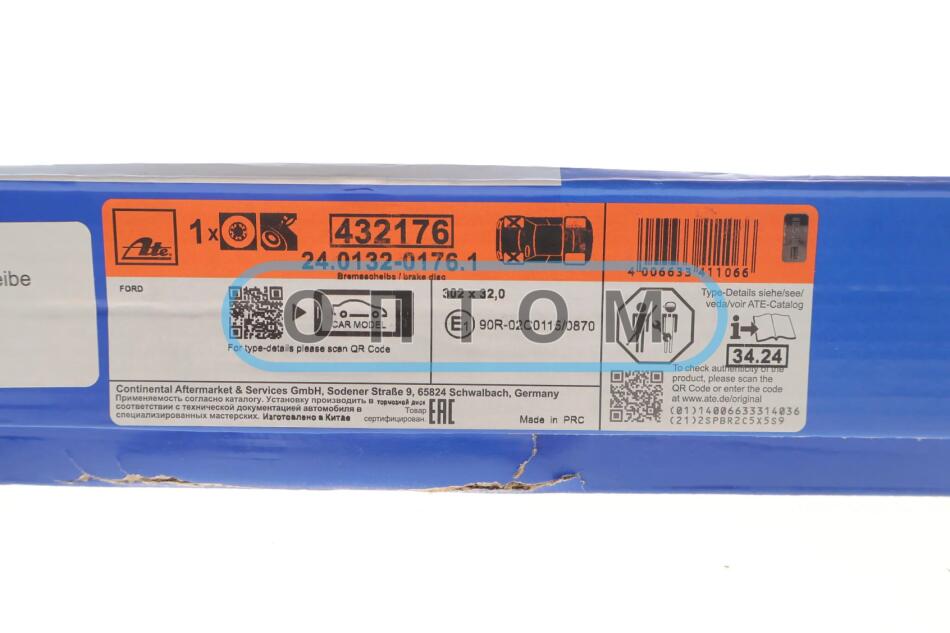 eibe
Ate
1x
432176
24.0132-0176.1
Bremsscheibe / brake disc
4 006633 411066
FORD
CAR MODEL
For type-details please scan QR Code
302 x 32,0
E1 90R-02C0115/0870
ОПТОМ
Type-Details siehe/see/
veda/voir ATE-Catalog
i
34.24
To check authenticity of the
product, please scan the
QR Code or enter the code
at www.ate.de/original
(01)14006633314036
(21)2SPBR2C5X5S9
Continental Aftermarket & Services GmbH, Sodener Straße 9, 65824 Schwalbach, Germany
Применяемость согласно каталогу. Установку производить в тормозной диск
соответствии с технической документацией автомобиля в
специализированных мастерских. Изготовлено в Китае
Товар
сертифицирован
EAC
Made in PRC